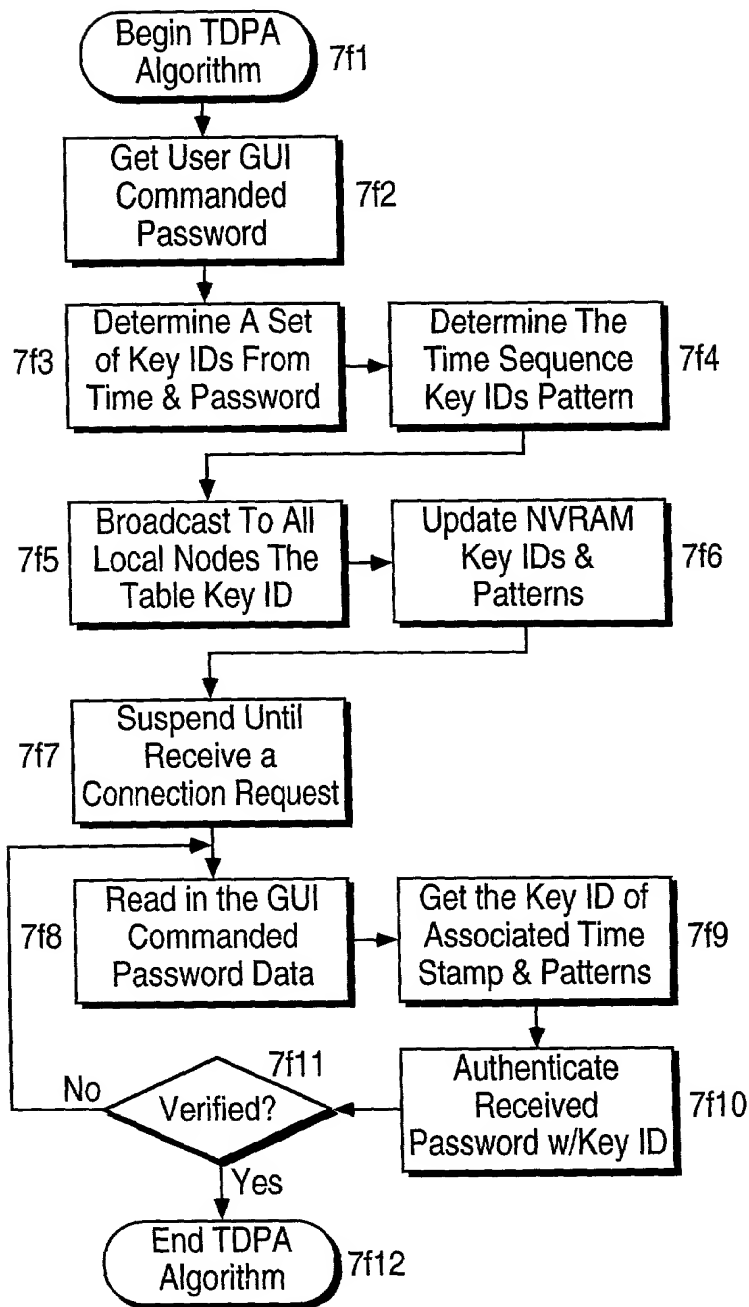 Begin TDPA
Algorithm
7f1
Get User GUI
Commanded
Password
7f2
7f3
Determine A Set
of Key IDs From
Time & Password
Determine The
Time Sequence
Key IDs Pattern
7f4
7f5
Broadcast To All
Local Nodes The
Table Key ID
Update NVRAM
Key IDs &
Patterns
7f6
7f7
Suspend Until
Receive a
Connection Request
7f8
Read in the GUI
Commanded
Password Data
Get the Key ID of
Associated Time
Stamp & Patterns
7f9
Authenticate
Received
Password w/Key ID
7f10
7f11
Verified?
No
Yes
End TDPA
Algorithm
7f12